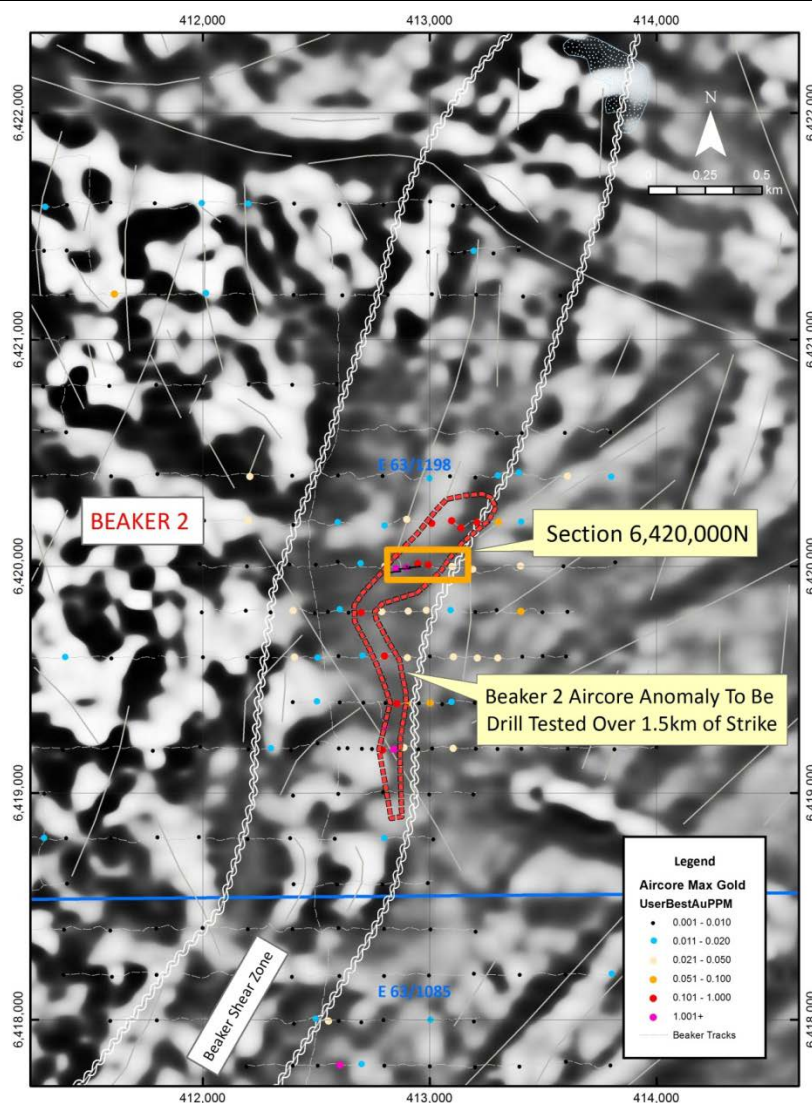 412,000
413,000
414,000
6,422,000
6,422,000
N
0
0.25
0.5
km
6,421,000
6,421,000
E 63/1198
BEAKER 2
Section 6,420,000N
6,420,000
6,420,000
Beaker 2 Aircore Anomaly To Be
Drill Tested Over 1.5km of Strike
6,419,000
6,419,000
Legend
Aircore Max Gold
UserBestAuPPM
0.001 - 0.010
0.011 - 0.020
0.021 - 0.050
0.051 - 0.100
0.101 - 1.000
1.001+
Beaker Tracks
Beaker Shear Zone
E 63/1085
6,418,000
6,418,000
412,000
413,000
414,000